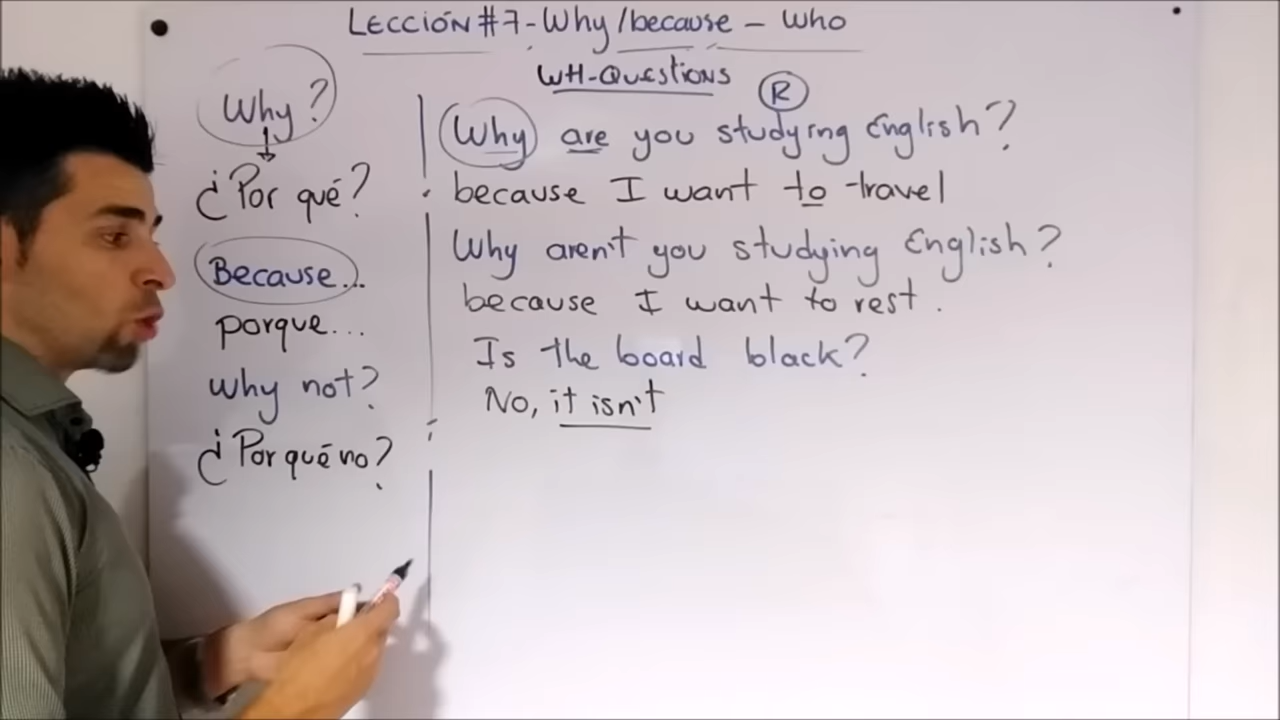 LECCIÓN #7 - Why / because - WHO
WH-QUESTIONS
R
Why?
¿Por qué?
Because...
porque...
why not?
¿Por qué no?
Why are you studying English?
because I want to travel
Why aren't you studying English?
because I want to rest.
Is the board black?
No, it isn't